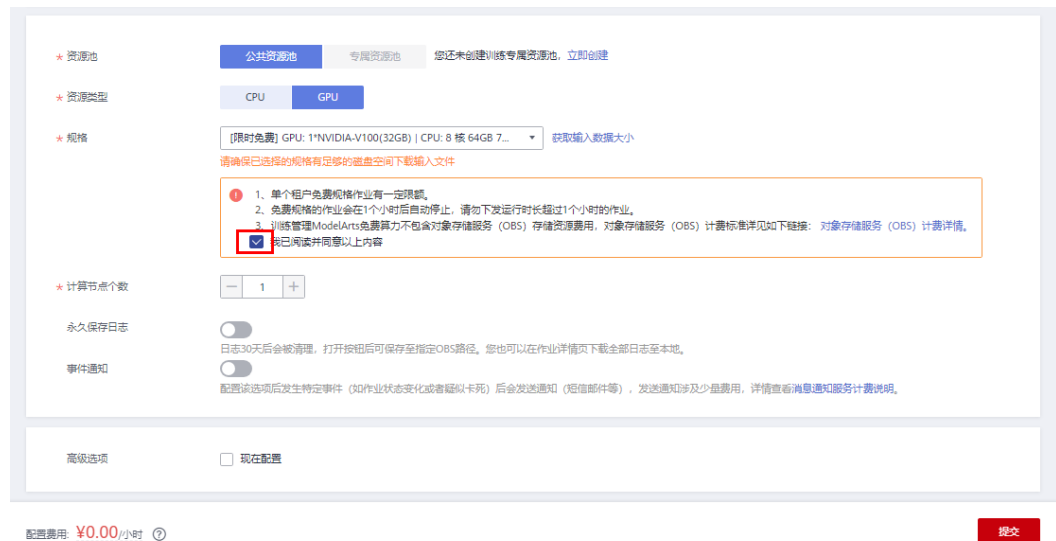 ★ 资源池 公共资源池 专属资源池 您还未创建训练专属资源池，立即创建
★ 资源类型 CPU GPU
★ 规格 [限时免费] GPU: 1*NVIDIA-V100(32GB) | CPU: 8 核 64GB 7... 获取输入数据大小
请确保已选择的规格有足够的磁盘空间下载输入文件
1、单个租户免费规格作业有一定限额。
2、免费规格的作业会在1个小时后自动停止，请勿下发运行时长超过1个小时的作业。
3、训练管理ModelArts免费算力不包含对象存储服务（OBS）存储资源费用，对象存储服务（OBS）计费标准详见如下链接： 对象存储服务（OBS）计费详情。
我已阅读并同意以上内容
★ 计算节点个数 — 1 +
永久保存日志
日志30天后会被清理，打开按钮后可保存至指定OBS路径。您也可以在作业详情页下载全部日志至本地。
事件通知
配置该选项后发生特定事件（如作业状态变化或者疑似卡死）后会发送通知（短信邮件等），发送通知涉及少量费用，详情查看消息通知服务计费说明。
高级选项 现在配置
配置费用: ¥0.00/小时 ? 提交